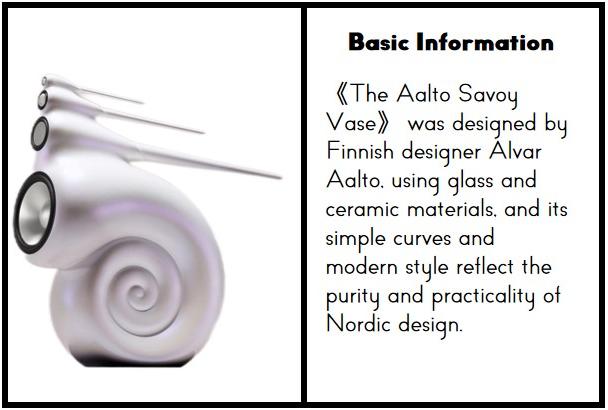 Basic Information
《The Aalto Savoy
Vase》 was designed by
Finnish designer Alvar
Aalto, using glass and
ceramic materials, and its
simple curves and
modern style reflect the
purity and practicality of
Nordic design.